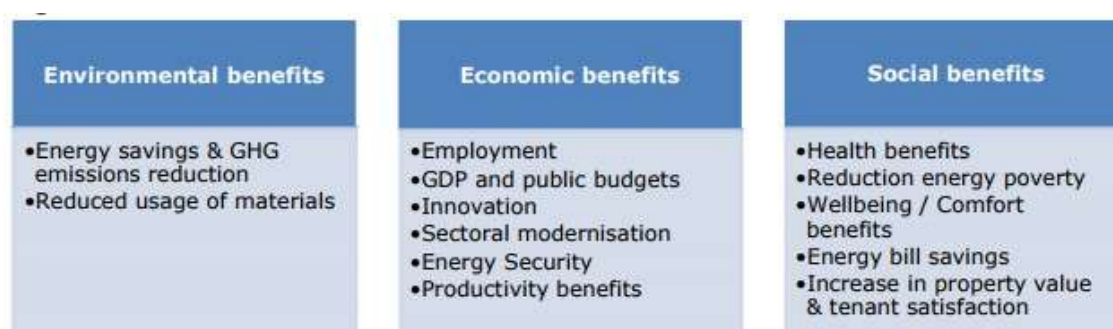 Environmental benefits
•Energy savings & GHG
emissions reduction
•Reduced usage of materials
Economic benefits
•Employment
•GDP and public budgets
•Innovation
•Sectoral modernisation
•Energy Security
•Productivity benefits
Social benefits
•Health benefits
•Reduction energy poverty
•Wellbeing / Comfort
benefits
•Energy bill savings
•Increase in property value
& tenant satisfaction